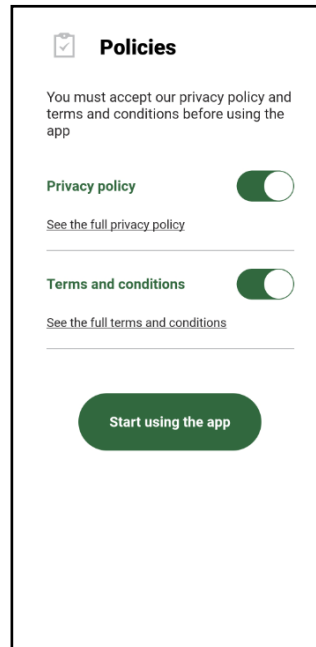 Policies
You must accept our privacy policy and
terms and conditions before using the
app
Privacy policy
See the full privacy policy
Terms and conditions
See the full terms and conditions
Start using the app